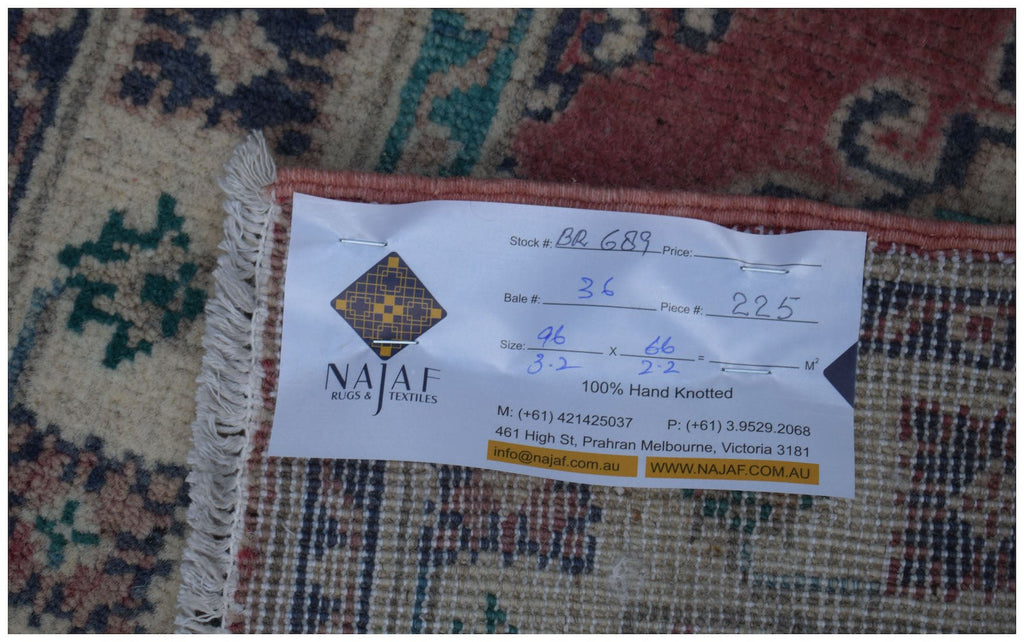 NAJAF
RUGS & TEXTILES
Stock #: BR 689 Price:
Bale #: 36 Piece #: 225
Size: 96 X 66 = M²
3.2 2.2
100% Hand Knotted
M: (+61) 421425037 P: (+61) 3.9529.2068
461 High St, Prahran Melbourne, Victoria 3181
info@najaf.com.au WWW.NAJAF.COM.AU